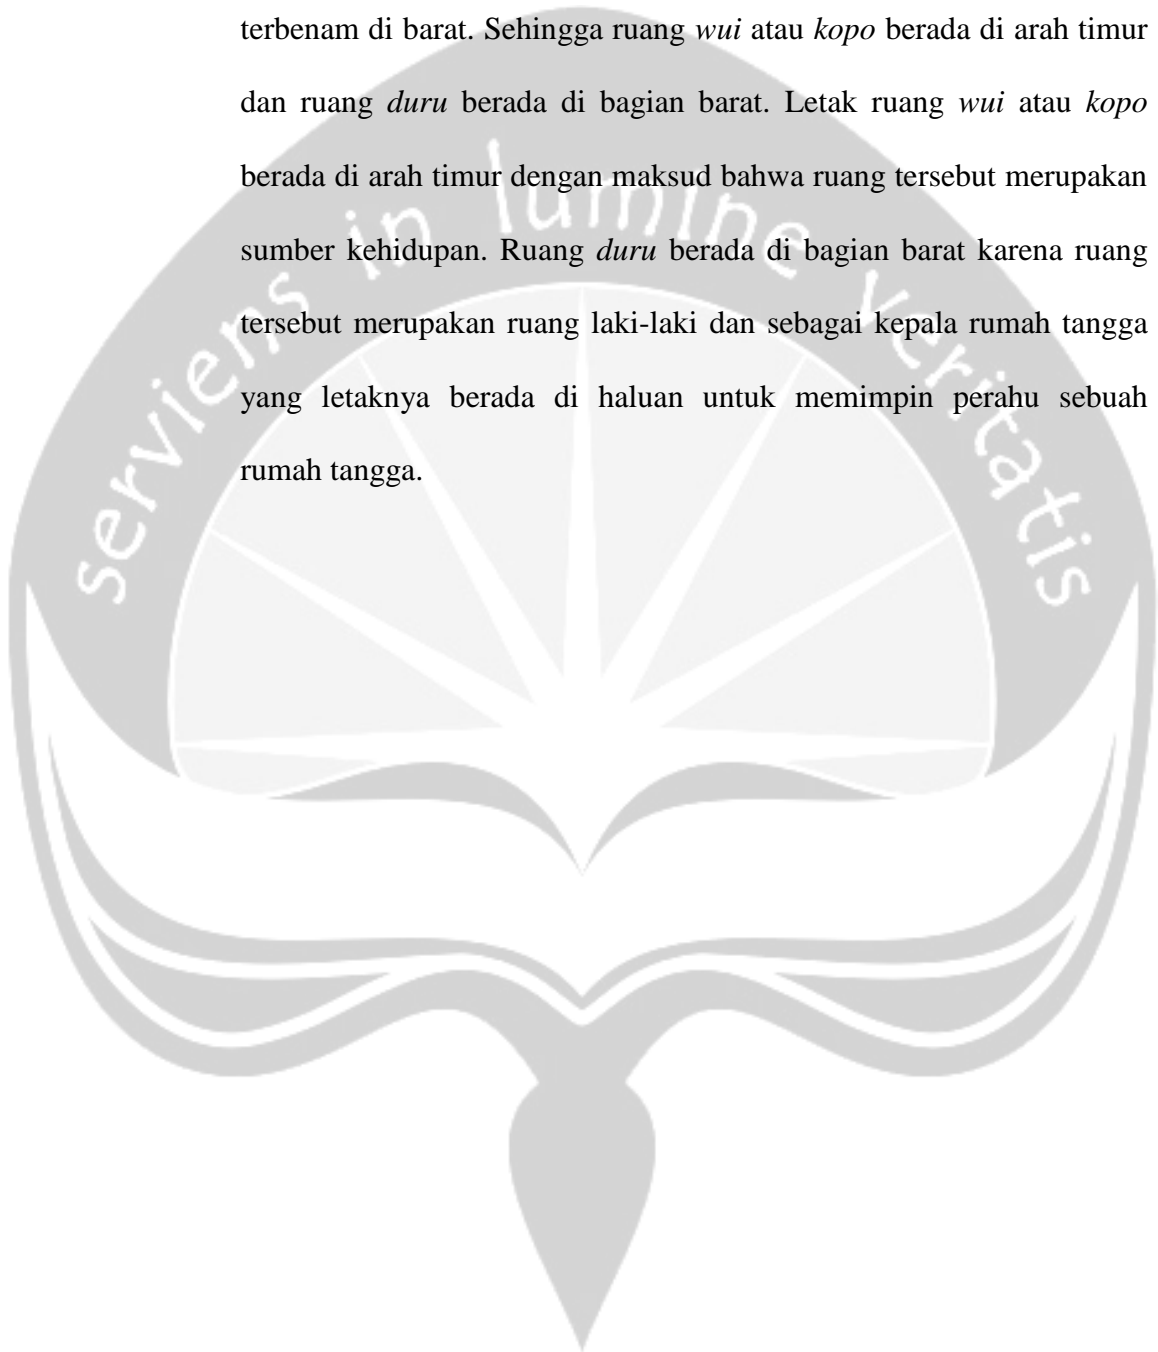 terbenam di barat. Sehingga ruang wui atau kopo berada di arah timur
dan ruang duru berada di bagian barat. Letak ruang wui atau kopo
berada di arah timur dengan maksud bahwa ruang tersebut merupakan
sumber kehidupan. Ruang duru berada di bagian barat karena ruang
tersebut merupakan ruang laki-laki dan sebagai kepala rumah tangga
yang letaknya berada di haluan untuk memimpin perahu sebuah
rumah tangga.
serviens in lumine veritatis